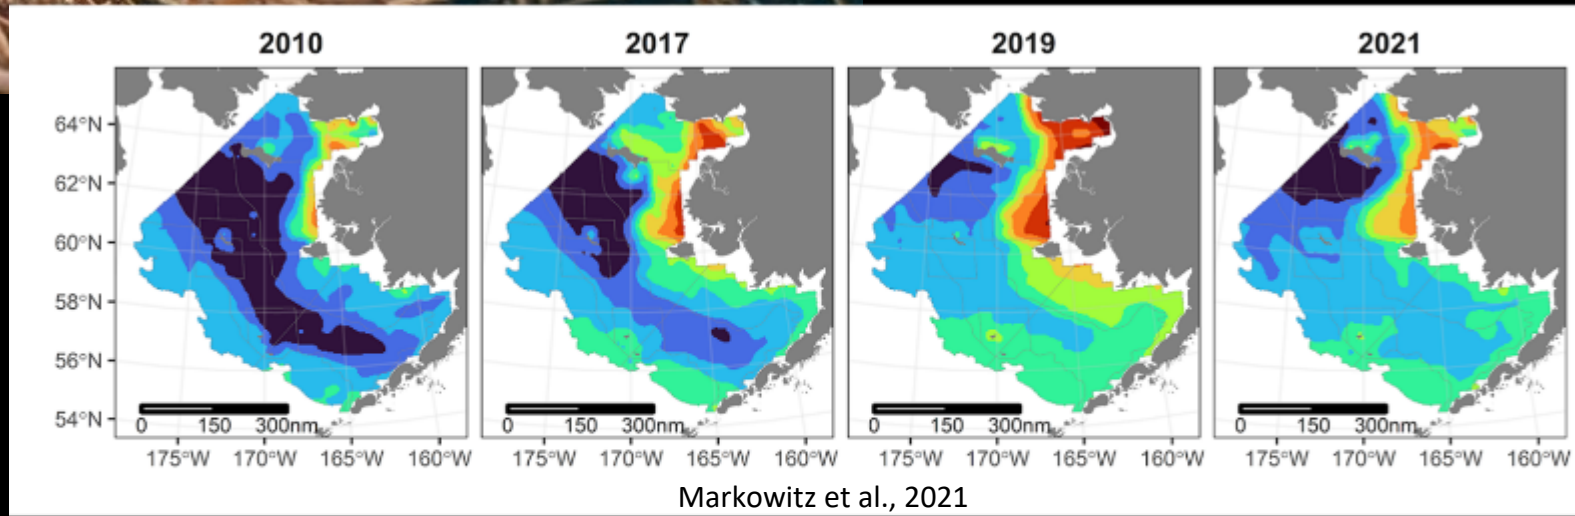 2010 2017 2019 2021
64°N
62°N
60°N
58°N
56°N
54°N
0 150 300nm 0 150 300nm 0 150 300nm 0 150 300nm
175°W 170°W 165°W 160°W 175°W 170°W 165°W 160°W 175°W 170°W 165°W 160°W 175°W 170°W 165°W 160°W
Markowitz et al., 2021